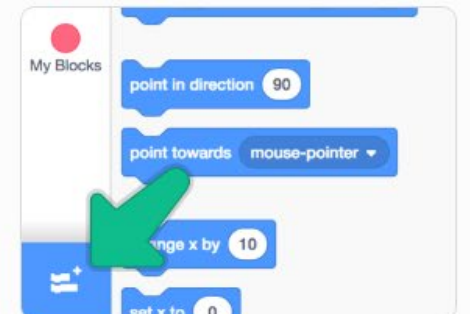 My Blocks
point in direction 90
point towards mouse-pointer
ange x by 10
set x to 0